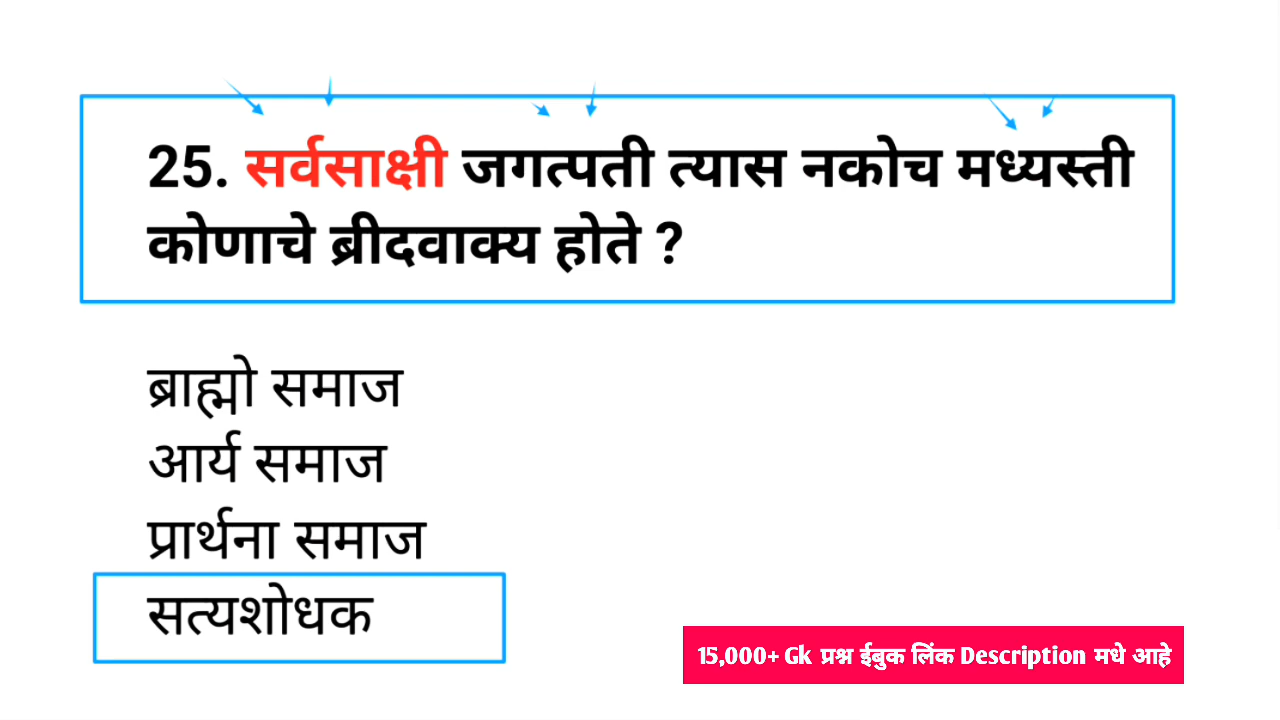 25. सर्वसाक्षी जगत्पती त्यास नकोच मध्यस्ती
कोणाचे ब्रीदवाक्य होते ?
ब्राह्मो समाज
आर्य समाज
प्रार्थना समाज
सत्यशोधक
15,000+ Gk प्रश्न ईबुक लिंक Description मधे आहे